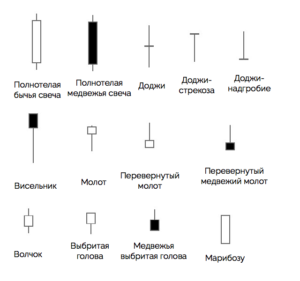 Полнотелая
бычья свеча
Полнотелая
медвежья свеча
Доджи
Доджи-
стрекоза
Доджи-
надгробие
Висельник
Молот
Перевернутый
молот
Перевернутый
медвежий молот
Волчок
Выбритая
голова
Медвежья
выбритая голова
Марибозу